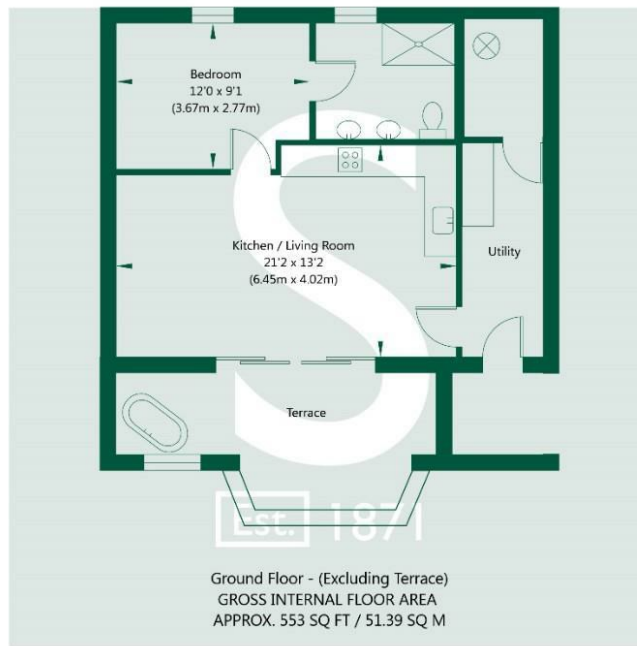 Bedroom
12'0 x 9'1
(3.67m x 2.77m)
Kitchen / Living Room
21'2 x 13'2
(6.45m x 4.02m)
Utility
Terrace
S
Est. 1871
Ground Floor - (Excluding Terrace)
GROSS INTERNAL FLOOR AREA
APPROX. 553 SQ FT / 51.39 SQ M